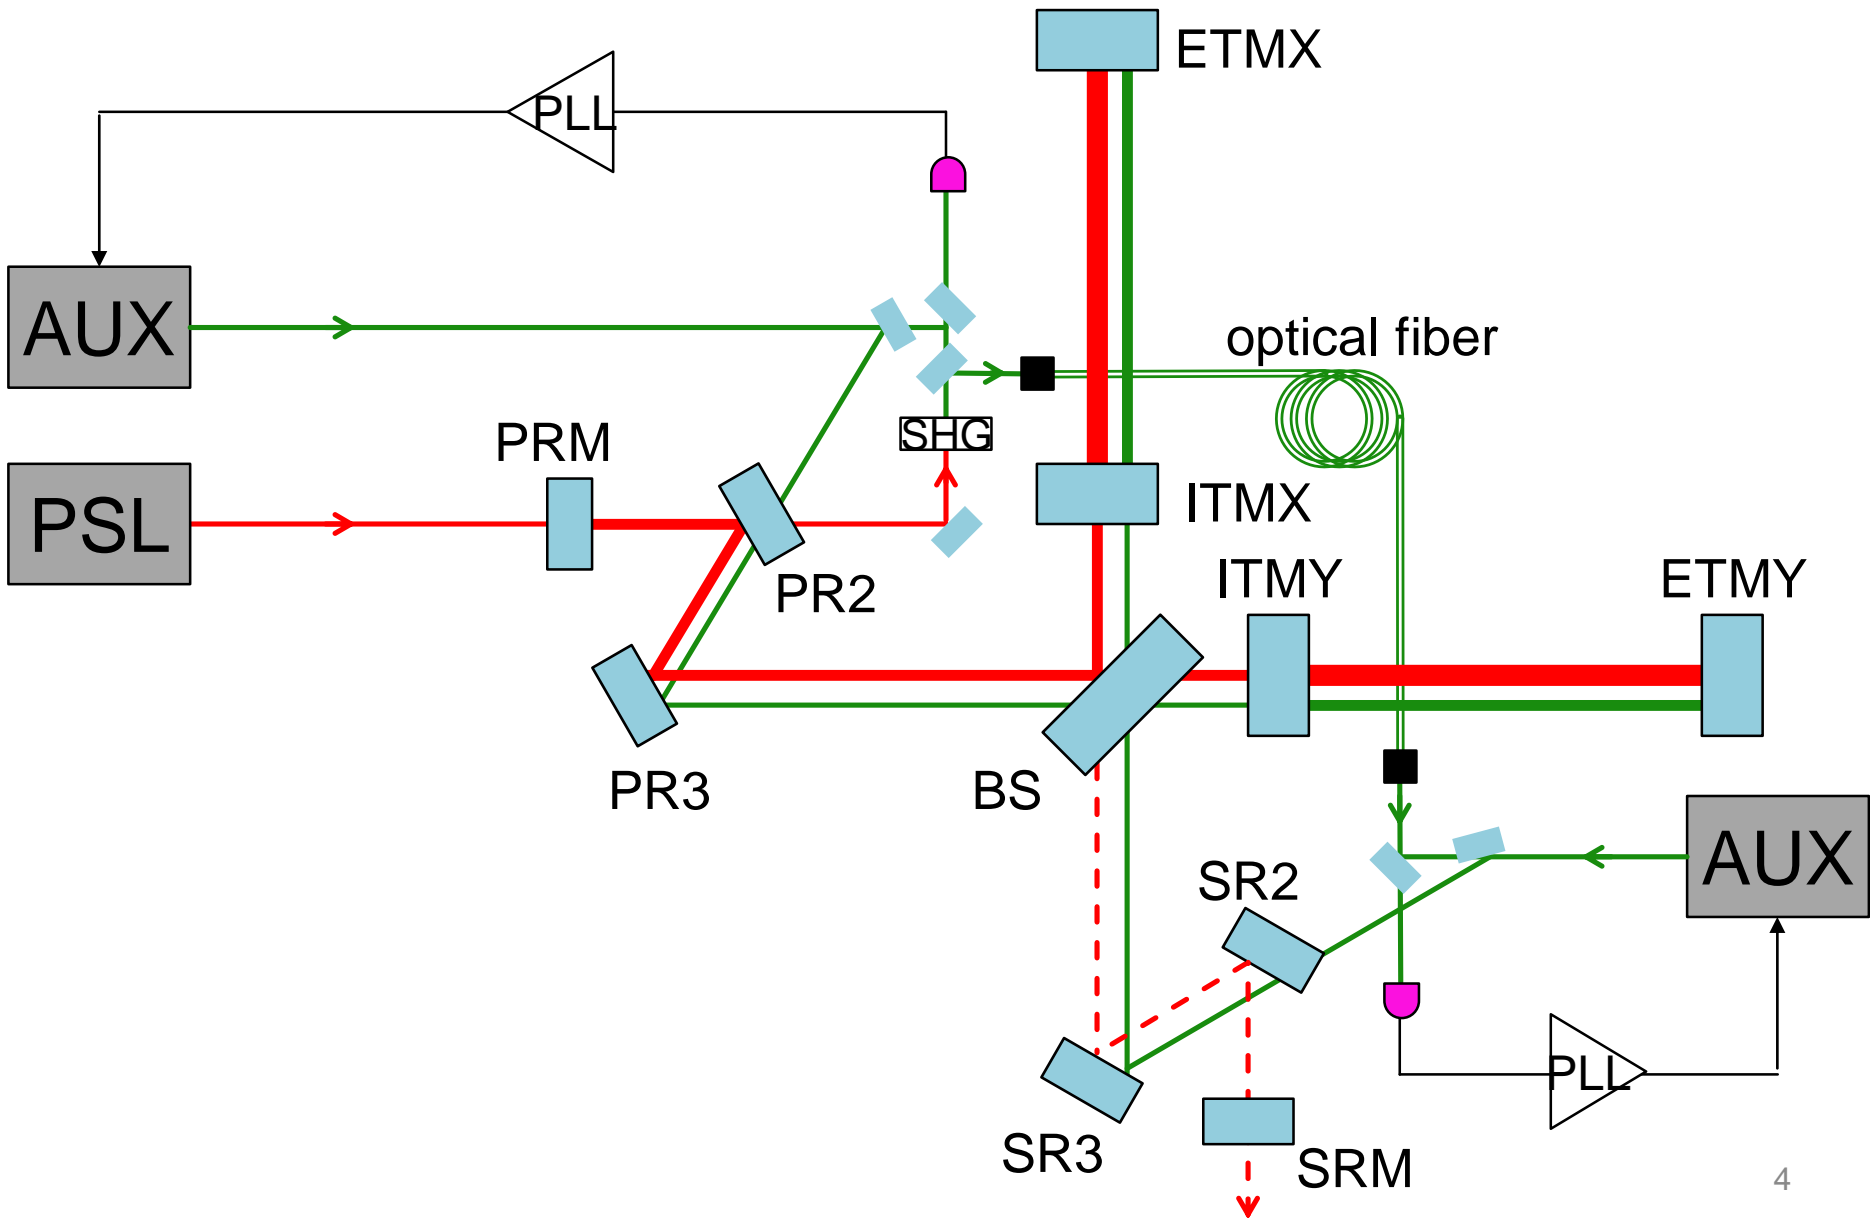 ETMX
PLL
AUX
optical fiber
PRM
SHG
PSL
ITMX
PR2
ITMY
ETMY
PR3
BS
AUX
SR2
PLL
SR3
SRM
4